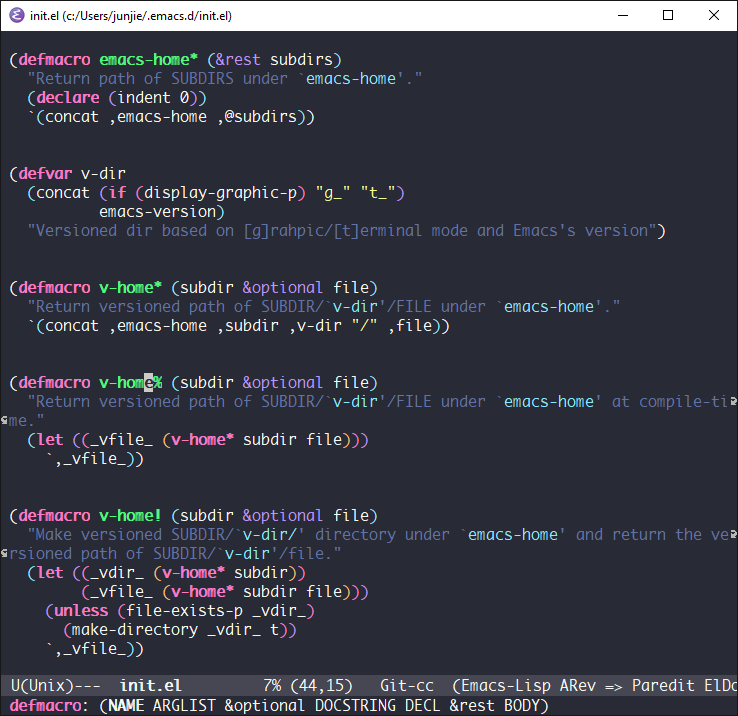 init.el (c:/Users/junjie/.emacs.d/init.el)
(defmacro emacs-home* (&rest subdirs)
  "Return path of SUBDIRS under `emacs-home'."
  (declare (indent 0))
  `(concat ,emacs-home ,@subdirs))
(defvar v-dir
  (concat (if (display-graphic-p) "g_" "t_")
          emacs-version)
  "Versioned dir based on [g]rahpic/[t]erminal mode and Emacs's version")
(defmacro v-home* (subdir &optional file)
  "Return versioned path of SUBDIR/`v-dir'/FILE under `emacs-home'."
  `(concat ,emacs-home ,subdir ,v-dir "/" ,file))
(defmacro v-home% (subdir &optional file)
  "Return versioned path of SUBDIR/`v-dir'/FILE under `emacs-home' at compile-ti
me."
  (let ((_vfile_ (v-home* subdir file)))
    `,_vfile_))
(defmacro v-home! (subdir &optional file)
  "Make versioned SUBDIR/`v-dir/' directory under `emacs-home' and return the ve
rsioned path of SUBDIR/`v-dir'/file."
  (let ((_vdir_ (v-home* subdir))
        (_vfile_ (v-home* subdir file)))
    (unless (file-exists-p _vdir_)
      (make-directory _vdir_ t))
    `,_vfile_))
U(Unix)---  init.el         7% (44,15)   Git-cc  (Emacs-Lisp ARev => Paredit ElDo
defmacro: (NAME ARGLIST &optional DOCSTRING DECL &rest BODY)